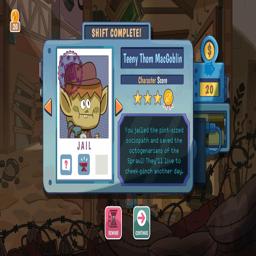 SHIFT COMPLETE!
Teeny Thom MacGoblin
Character Score
20
JAIL
?
You jailed the pint-sized
sociopath and saved the
octogenarians of the
Sprawl! They'll live to
cheek-pinch another day.
REWIND
CONTINUE